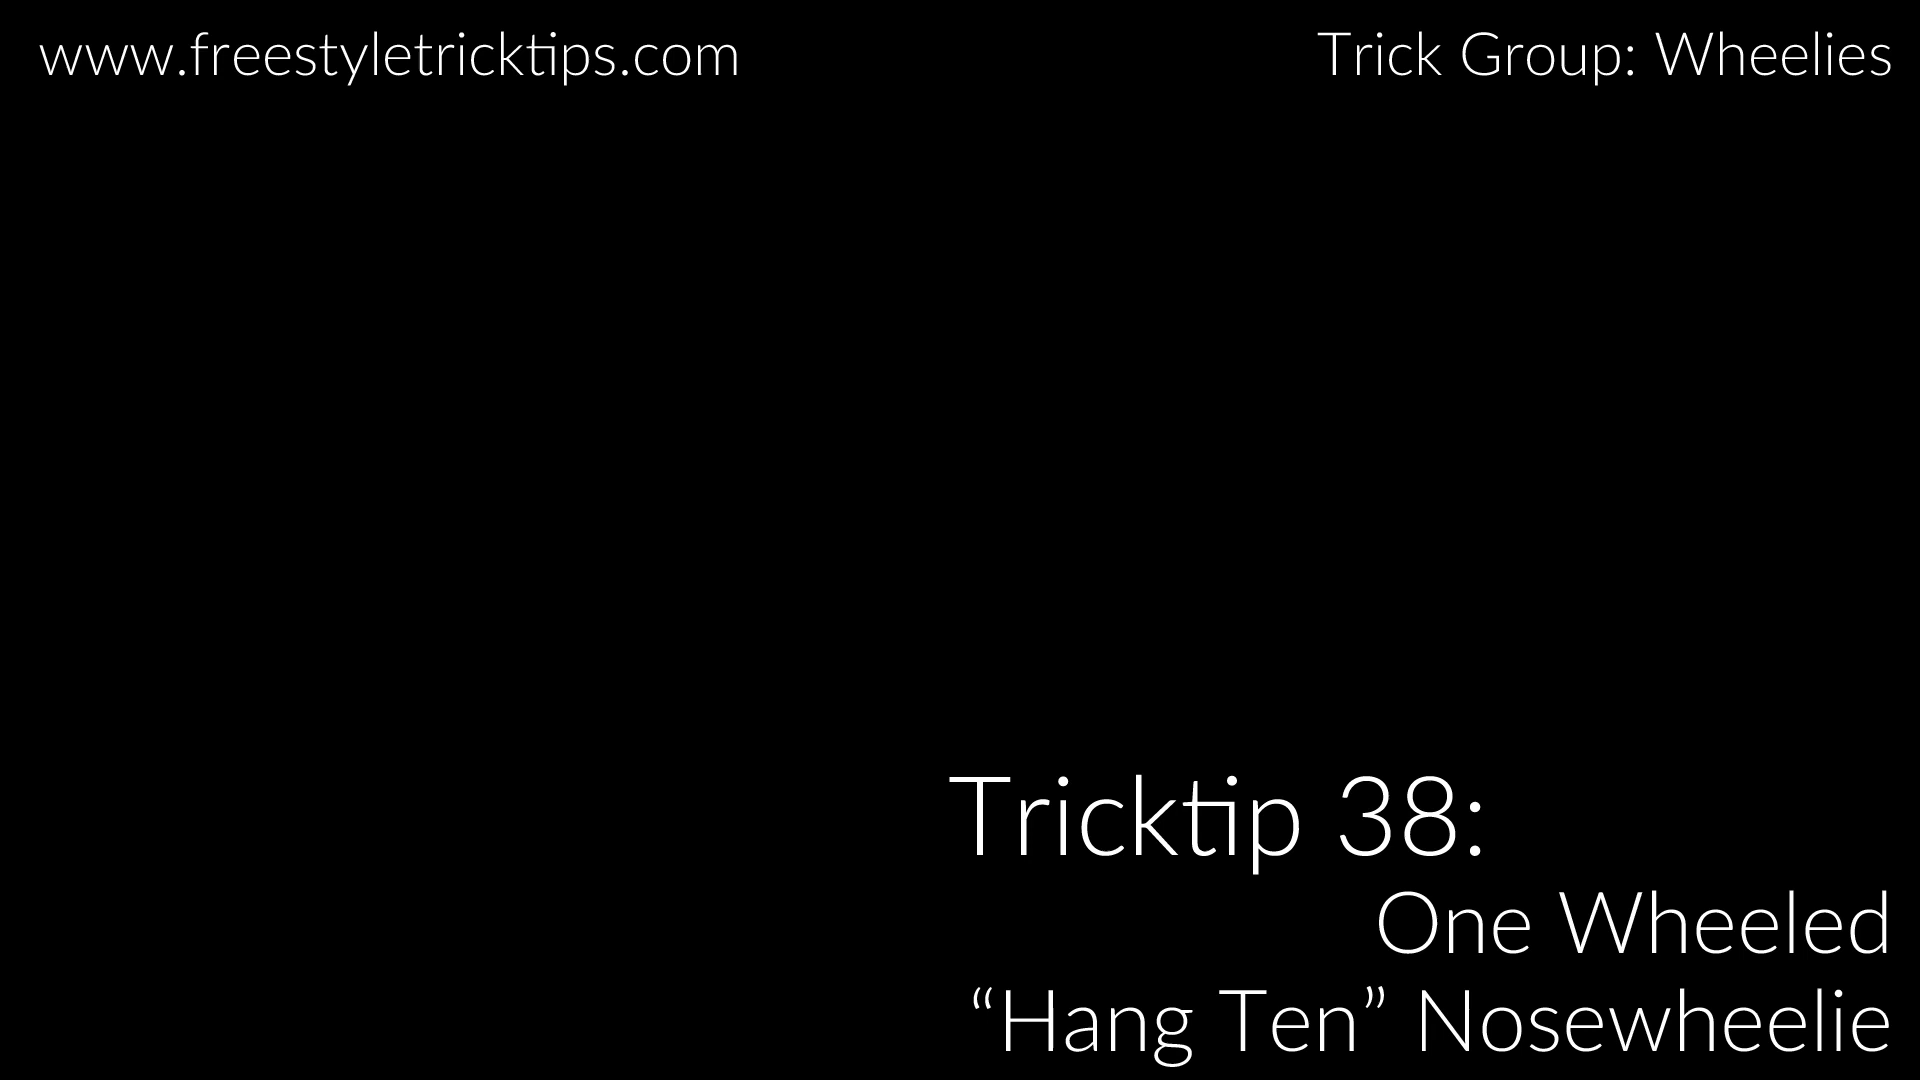 www.freestyletricktips.com
Trick Group: Wheelies
Tricktip 38:
One Wheeled
“Hang Ten” Nosewheelie